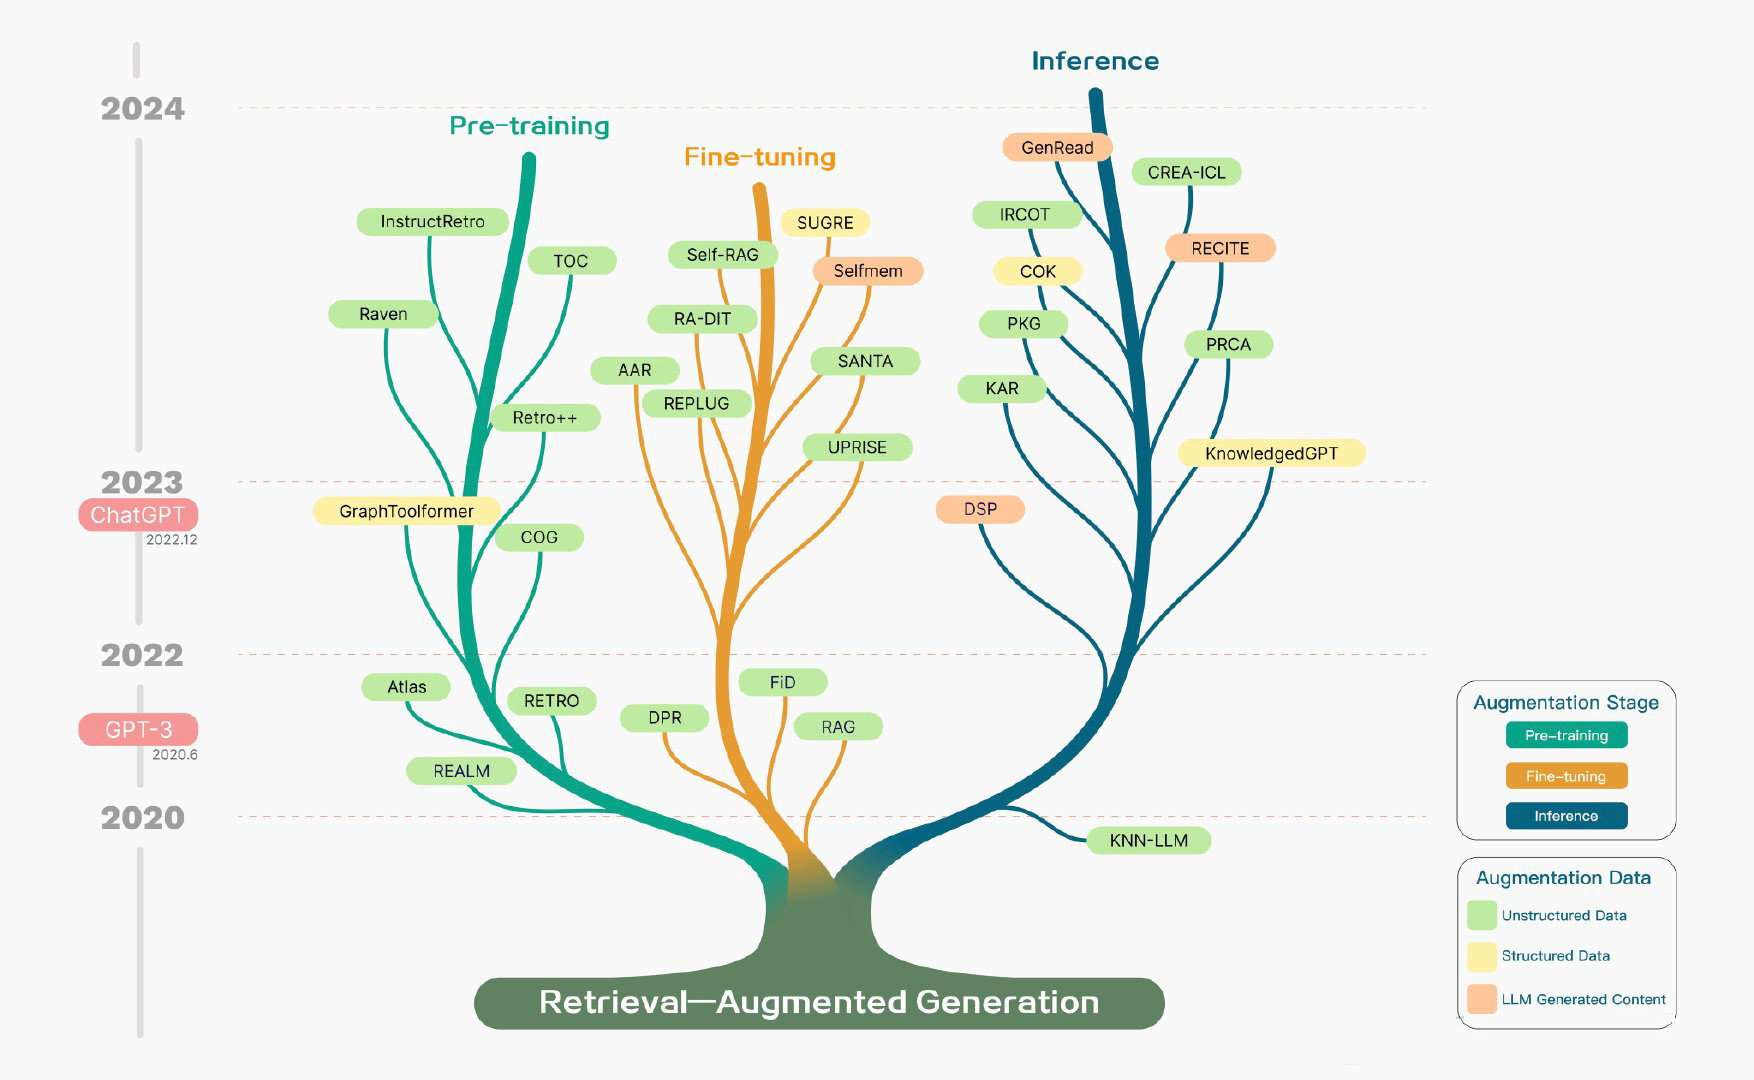 Inference
2024
Pre-training
Fine-tuning
GenRead
CREA-ICL
InstructRetro
SUGRE
IRCOT
TOC
Self-RAG
Selfmem
COK
RECITE
Raven
RA-DIT
PKG
AAR
SANTA
PRCA
Retro++
REPLUG
KAR
UPRISE
KnowledgedGPT
2023
ChatGPT
2022.12
GraphToolformer
COG
DSP
2022
Atlas
RETRO
DPR
FiD
RAG
GPT-3
2020.6
REALM
2020
KNN-LLM
Retrieval—Augmented Generation
Augmentation Stage
Pre-training
Fine-tuning
Inference
Augmentation Data
Unstructured Data
Structured Data
LLM Generated Content